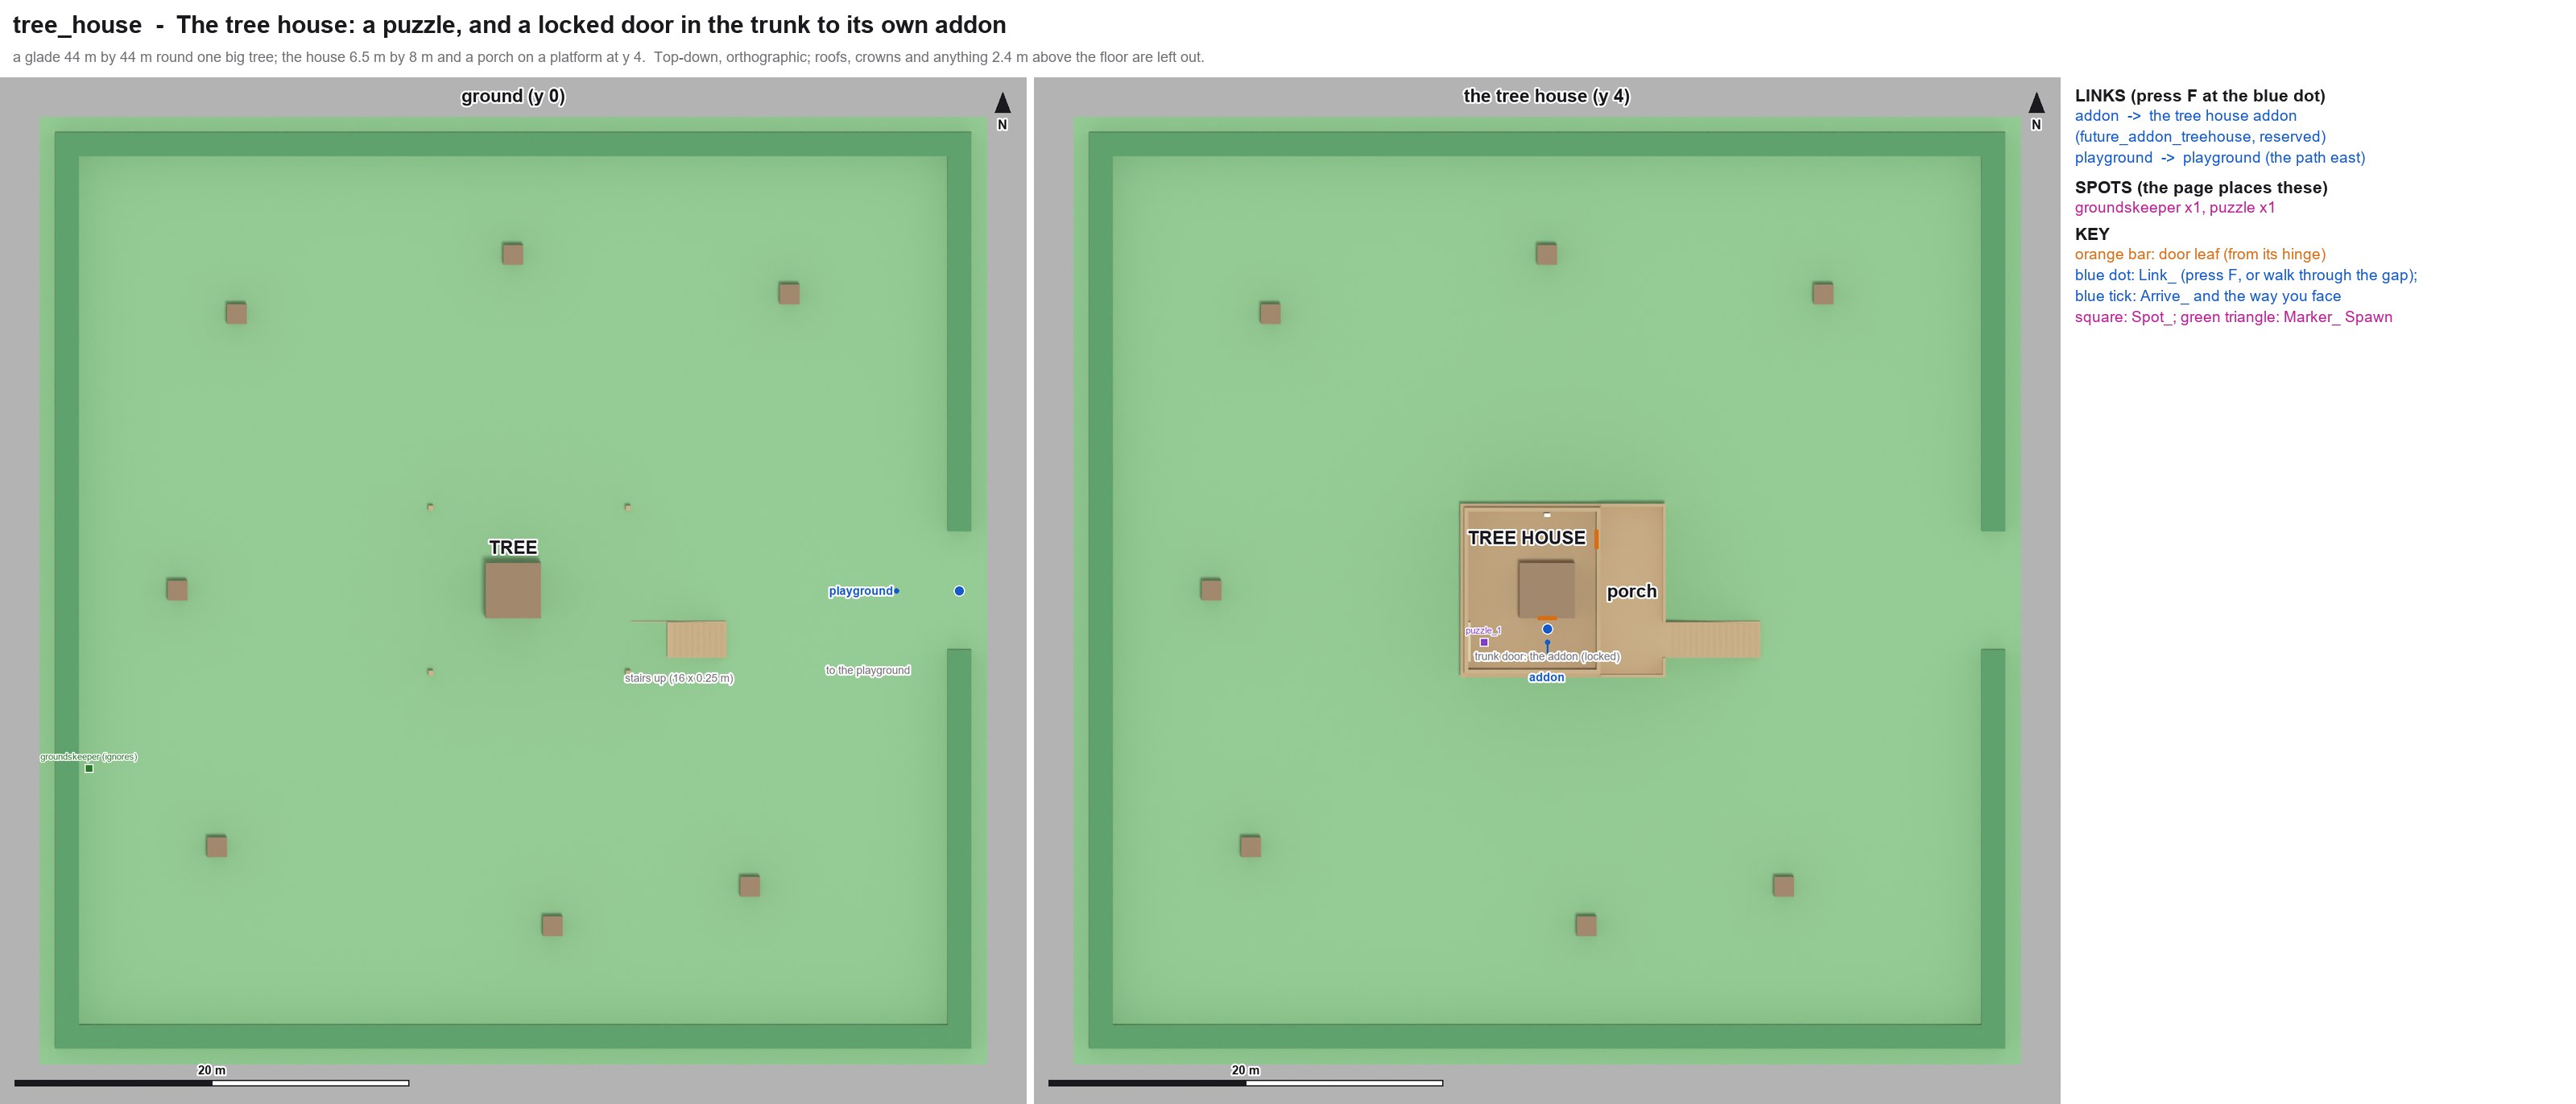 tree_house - The tree house: a puzzle, and a locked door in the trunk to its own addon
a glade 44 m by 44 m round one big tree; the house 6.5 m by 8 m and a porch on a platform at y 4. Top-down, orthographic; roofs, crowns and anything 2.4 m above the floor are left out.
ground (y 0)
N
TREE
playground
stairs up (16 x 0.25 m)
to the playground
groundskeeper (ignores)
20 m
the tree house (y 4)
N
TREE HOUSE
porch
puzzle_1
trunk door: the addon (locked)
addon
20 m
LINKS (press F at the blue dot)
addon -> the tree house addon
(future_addon_treehouse, reserved)
playground -> playground (the path east)
SPOTS (the page places these)
groundskeeper x1, puzzle x1
KEY
orange bar: door leaf (from its hinge)
blue dot: Link_ (press F, or walk through the gap);
blue tick: Arrive_ and the way you face
square: Spot_; green triangle: Marker_ Spawn